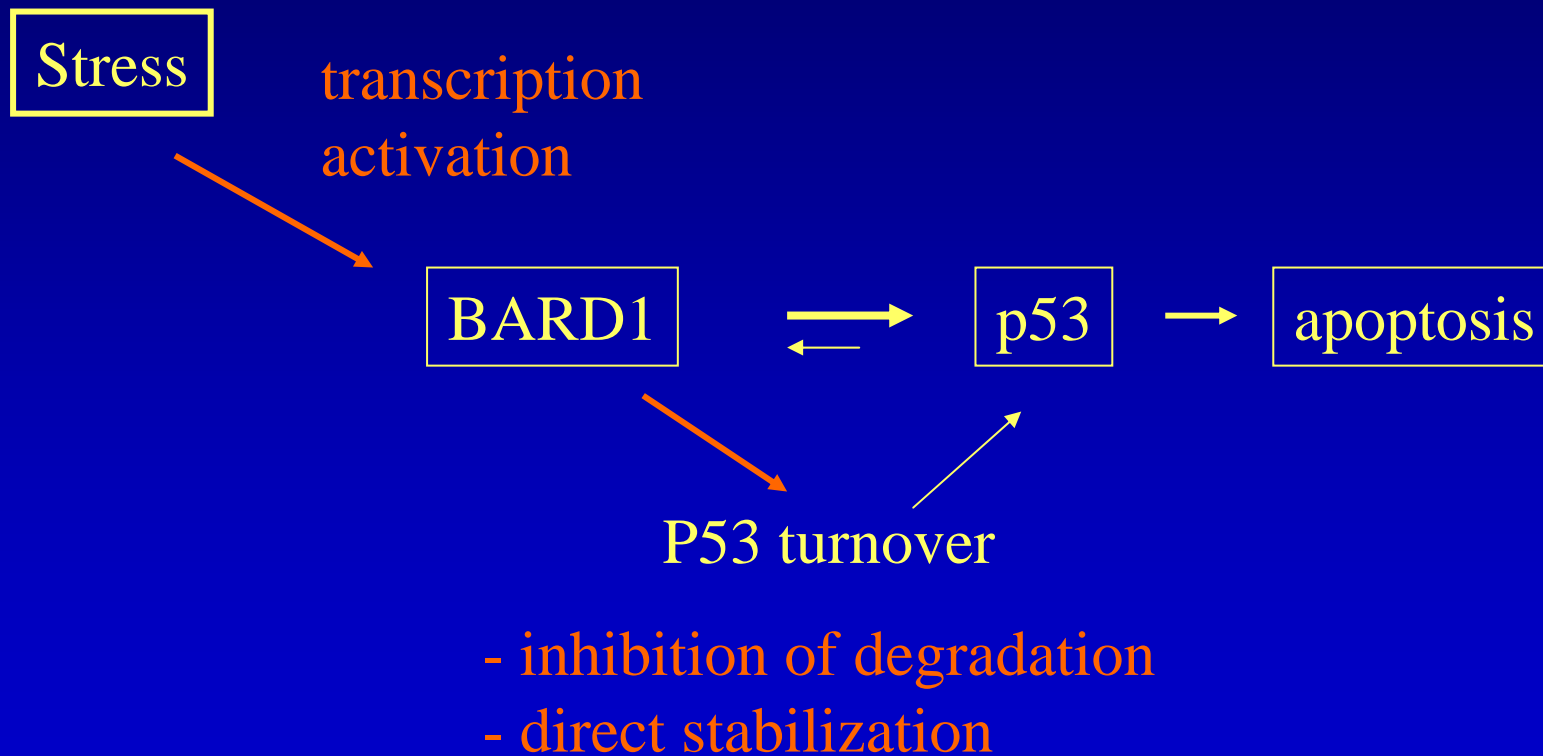 Stress
transcription
activation
BARD1
p53
apoptosis
P53 turnover
- inhibition of degradation
- direct stabilization